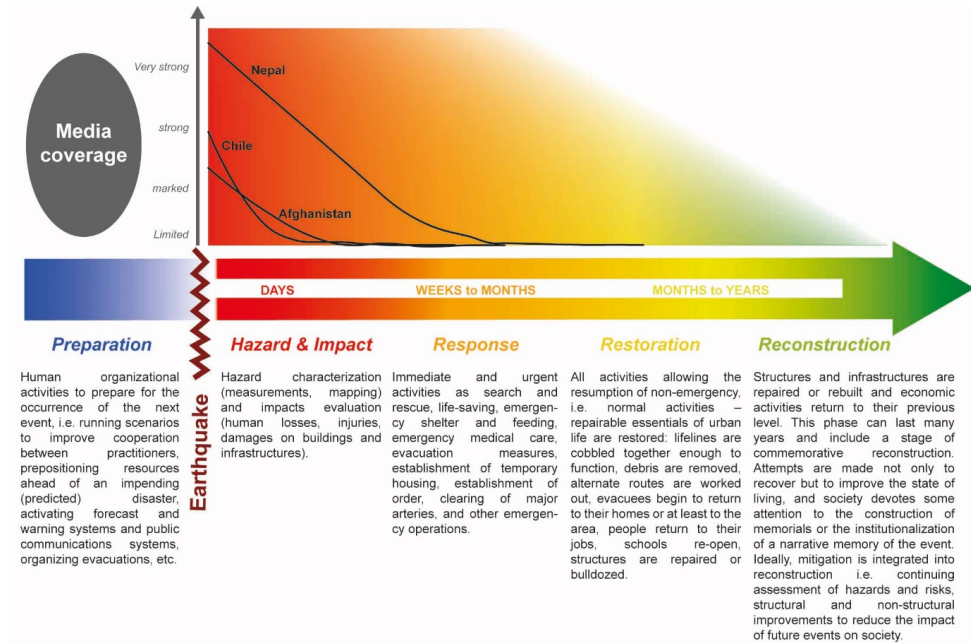 Very strong
Nepal
Media
coverage
strong
Chile
marked
Afghanistan
Limited
DAYS
WEEKS to MONTHS
MONTHS to YEARS
Earthquake
Preparation
Human organizational
activities to prepare for the
occurrence of the next
event, i.e. running scenarios
to improve cooperation
between practitioners,
prepositioning resources
ahead of an impending
(predicted) disaster,
activating forecast and
warning systems and public
communications systems,
organizing evacuations, etc.
Hazard & Impact
Hazard characterization
(measurements, mapping)
and impacts evaluation
(human losses, injuries,
damages on buildings and
infrastructures).
Response
Immediate and urgent
activities as search and
rescue, life-saving, emergen-
cy shelter and feeding,
emergency medical care,
evacuation measures,
establishment of temporary
housing, establishment of
order, clearing of major
arteries, and other emergen-
cy operations.
Restoration
All activities allowing the
resumption of non-emergency,
i.e. normal activities –
repairable essentials of urban
life are restored: lifelines are
cobbled together enough to
function, debris are removed,
alternate routes are worked
out, evacuees begin to return
to their homes or at least to the
area, people return to their
jobs, schools re-open,
structures are repaired or
bulldozed.
Reconstruction
Structures and infrastructures are
repaired or rebuilt and economic
activities return to their previous
level. This phase can last many
years and include a stage of
commemorative reconstruction.
Attempts are made not only to
recover but to improve the state of
living, and society devotes some
attention to the construction of
memorials or the institutionalization
of a narrative memory of the event.
Ideally, mitigation is integrated into
reconstruction i.e. continuing
assessment of hazards and risks,
structural and non-structural
improvements to reduce the impact
of future events on society.